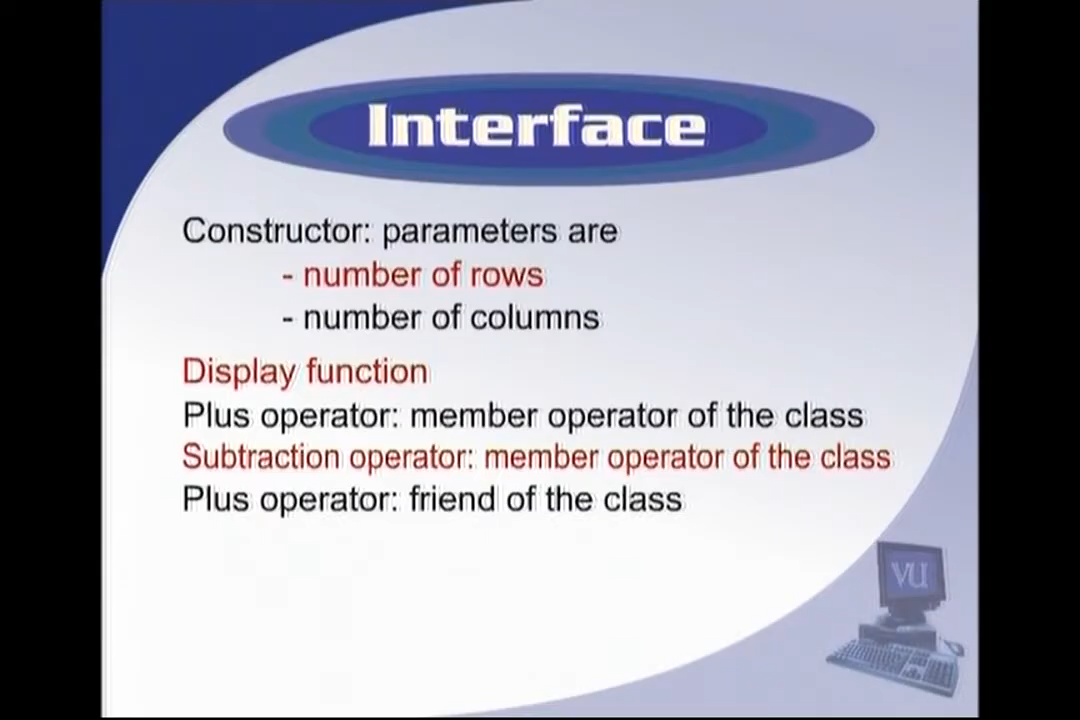 Interface
Constructor: parameters are
- number of rows
- number of columns
Display function
Plus operator: member operator of the class
Subtraction operator: member operator of the class
Plus operator: friend of the class
VU